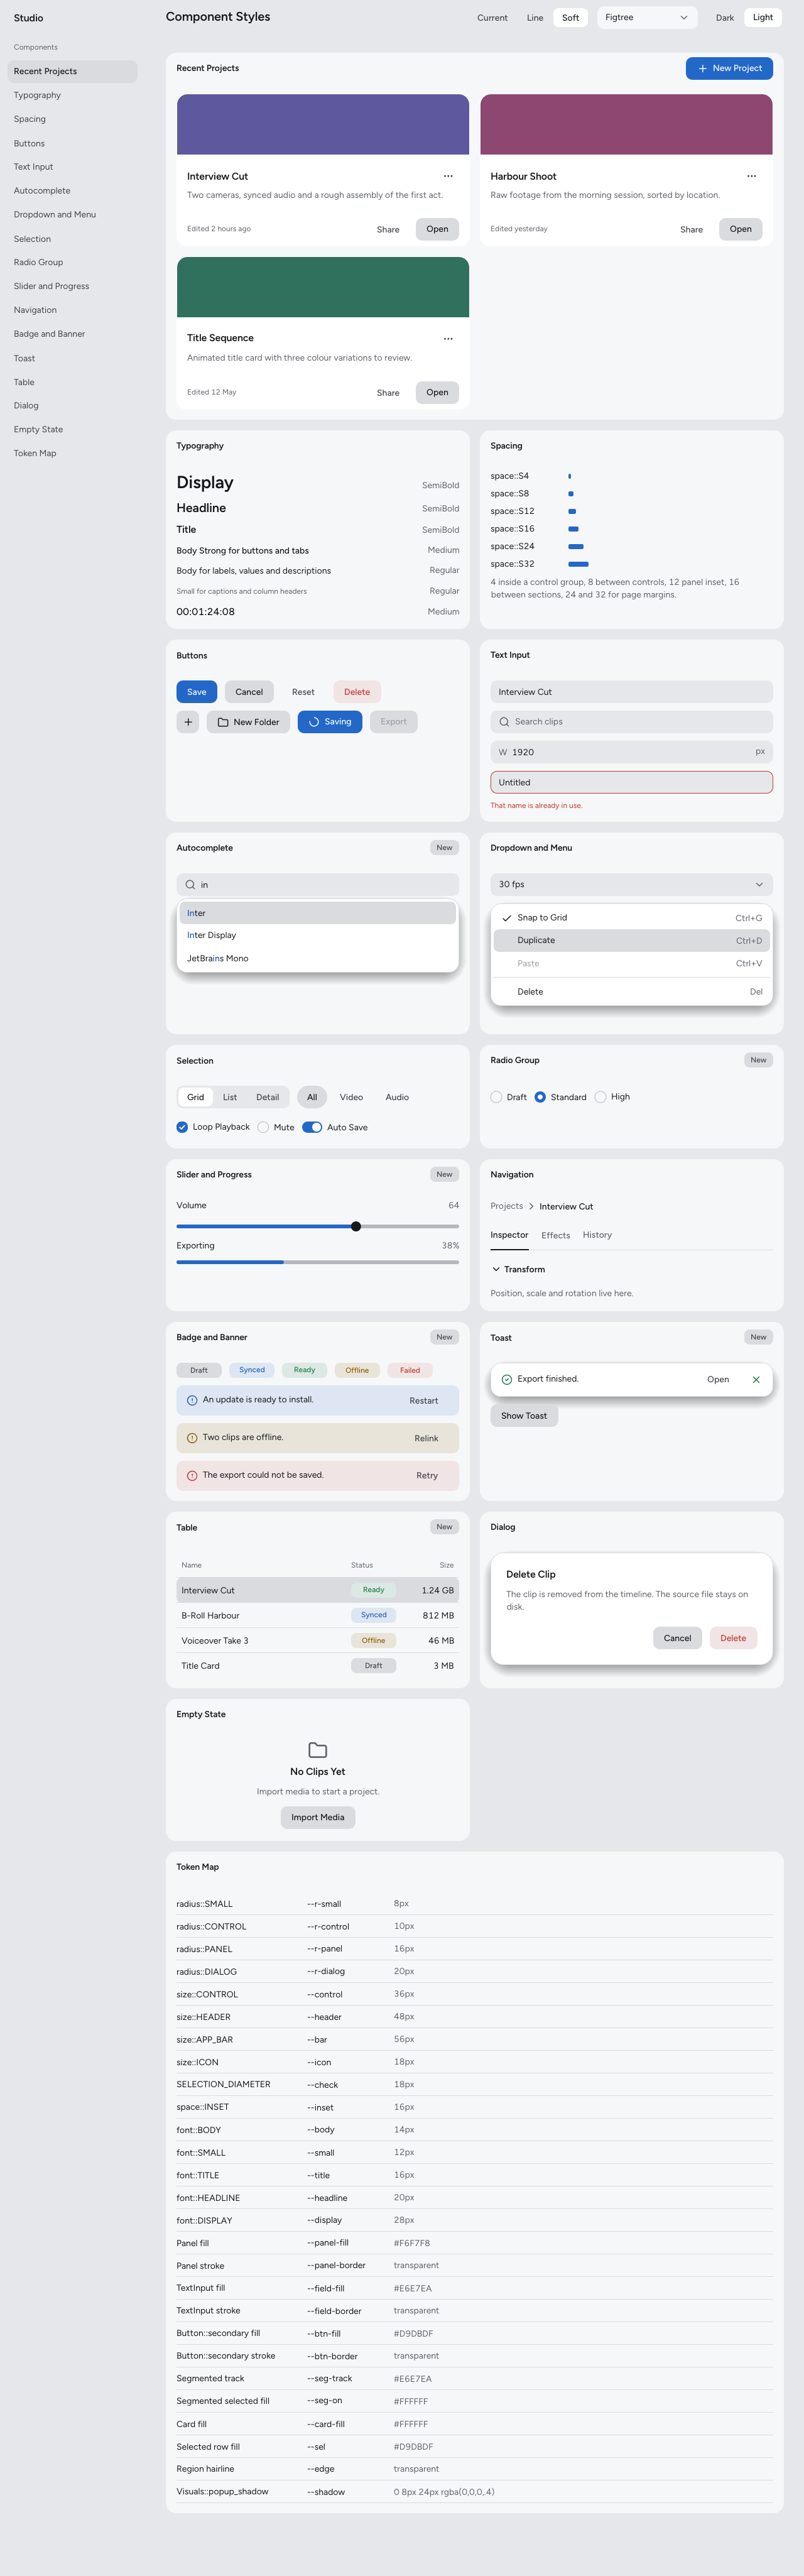 Studio
Components
Recent Projects
Typography
Spacing
Buttons
Text Input
Autocomplete
Dropdown and Menu
Selection
Radio Group
Slider and Progress
Navigation
Badge and Banner
Toast
Table
Dialog
Empty State
Token Map
Component Styles
Current Line Soft Figtree Dark Light
Recent Projects
New Project
Interview Cut
Two cameras, synced audio and a rough assembly of the first act.
Edited 2 hours ago Share Open
Harbour Shoot
Raw footage from the morning session, sorted by location.
Edited yesterday Share Open
Title Sequence
Animated title card with three colour variations to review.
Edited 12 May Share Open
Typography
Display SemiBold
Headline SemiBold
Title SemiBold
Body Strong for buttons and tabs Medium
Body for labels, values and descriptions Regular
Small for captions and column headers Regular
00:01:24:08 Medium
Spacing
space::S4
space::S8
space::S12
space::S16
space::S24
space::S32
4 inside a control group, 8 between controls, 12 panel inset, 16
between sections, 24 and 32 for page margins.
Buttons
Save Cancel Reset Delete
New Folder Saving Export
Text Input
Interview Cut
Search clips
W 1920 px
Untitled
That name is already in use.
Autocomplete New
in
Inter
Inter Display
JetBrains Mono
Dropdown and Menu
30 fps
Snap to Grid Ctrl+G
Duplicate Ctrl+D
Paste Ctrl+V
Delete Del
Selection
Grid List Detail All Video Audio
Loop Playback Mute Auto Save
Radio Group New
Draft Standard High
Slider and Progress New
Volume 64
Exporting 38%
Navigation
Projects Interview Cut
Inspector Effects History
Transform
Position, scale and rotation live here.
Badge and Banner New
Draft Synced Ready Offline Failed
An update is ready to install. Restart
Two clips are offline. Relink
The export could not be saved. Retry
Toast New
Export finished. Open
Show Toast
Table New
Name Status Size
Interview Cut Ready 1.24 GB
B-Roll Harbour Synced 812 MB
Voiceover Take 3 Offline 46 MB
Title Card Draft 3 MB
Dialog
Delete Clip
The clip is removed from the timeline. The source file stays on
disk.
Cancel Delete
Empty State
No Clips Yet
Import media to start a project.
Import Media
Token Map
radius::SMALL --r-small 8px
radius::CONTROL --r-control 10px
radius::PANEL --r-panel 16px
radius::DIALOG --r-dialog 20px
size::CONTROL --control 36px
size::HEADER --header 48px
size::APP_BAR --bar 56px
size::ICON --icon 18px
SELECTION_DIAMETER --check 18px
space::INSET --inset 16px
font::BODY --body 14px
font::SMALL --small 12px
font::TITLE --title 16px
font::HEADLINE --headline 20px
font::DISPLAY --display 28px
Panel fill --panel-fill #F6F7F8
Panel stroke --panel-border transparent
TextInput fill --field-fill #E6E7EA
TextInput stroke --field-border transparent
Button::secondary fill --btn-fill #D9DBDF
Button::secondary stroke --btn-border transparent
Segmented track --seg-track #E6E7EA
Segmented selected fill --seg-on #FFFFFF
Card fill --card-fill #FFFFFF
Selected row fill --sel #D9DBDF
Region hairline --edge transparent
Visuals::popup_shadow --shadow 0 8px 24px rgba(0,0,0,.4)